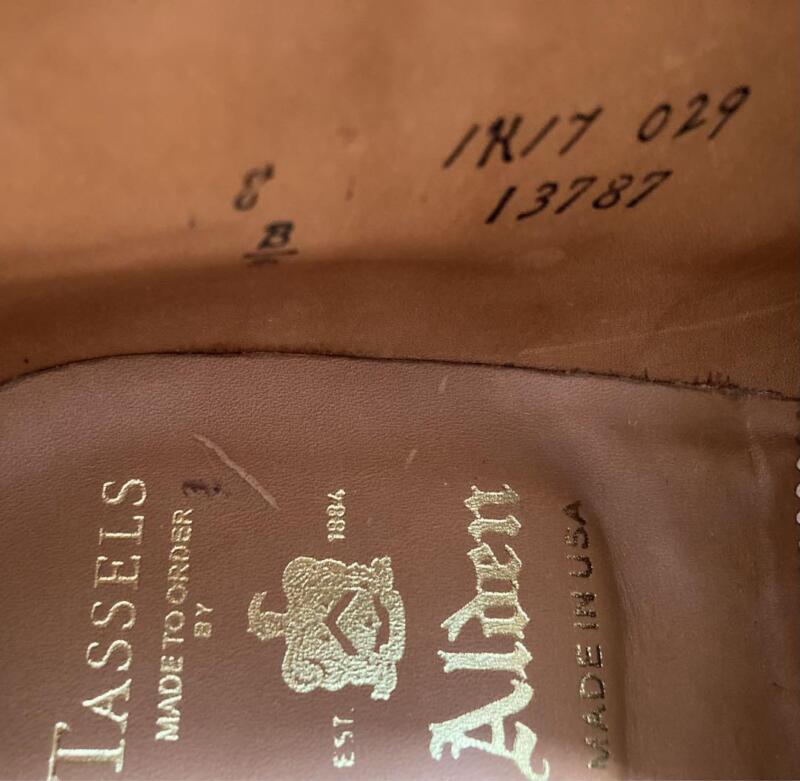 1K17 029
13787
8
B
TASSELS
MADE TO ORDER
BY
EST. 1884
Alden
MADE IN USA